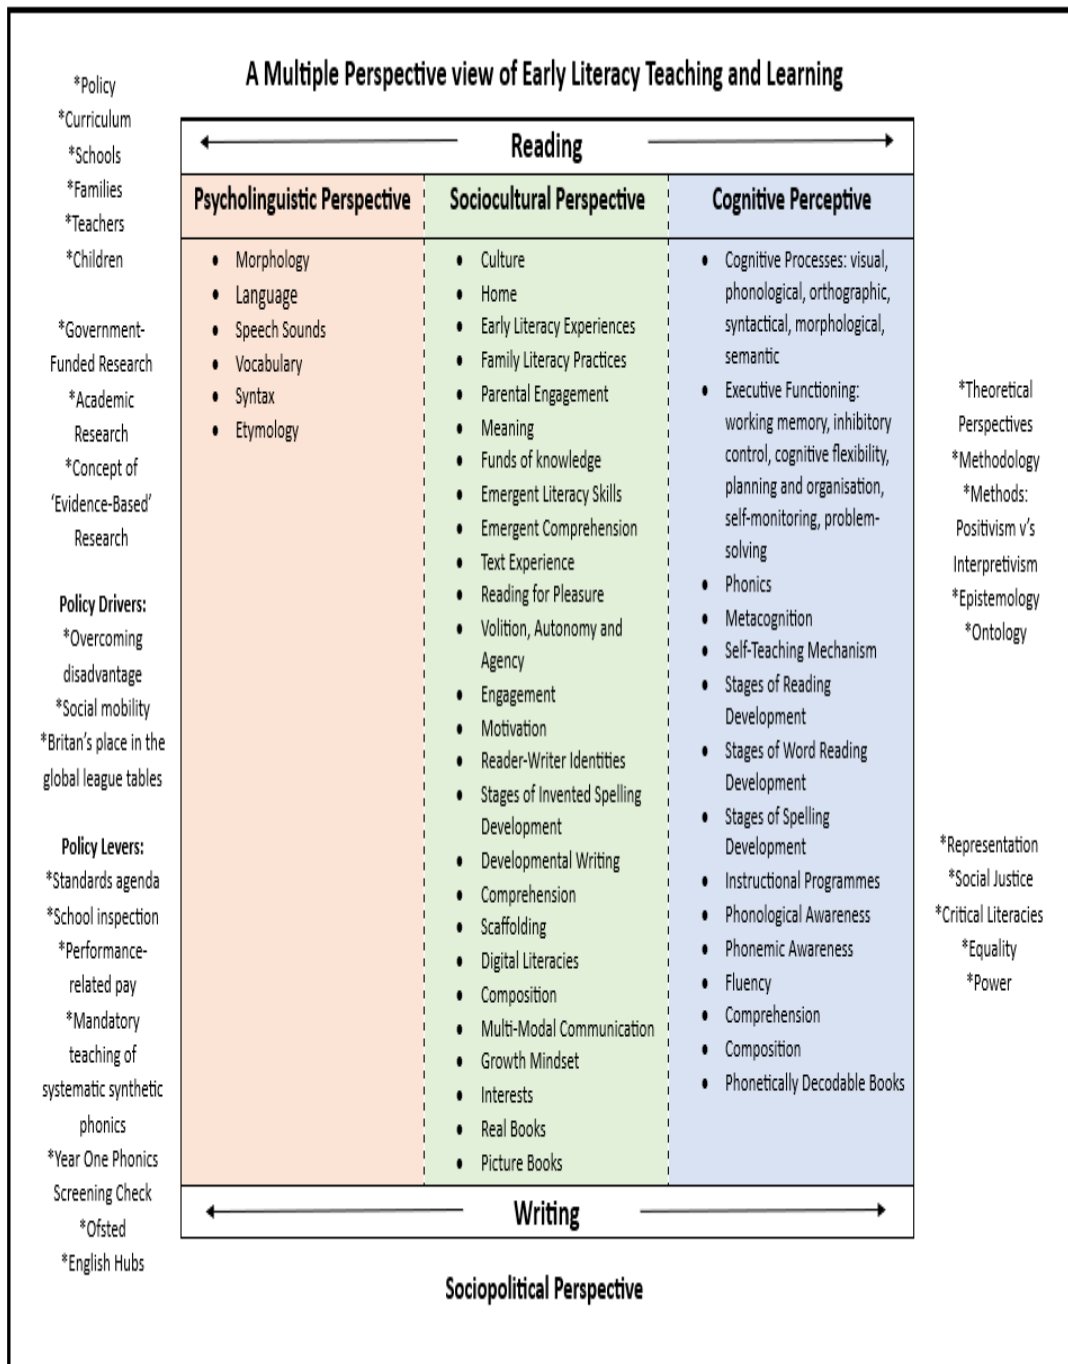 A Multiple Perspective view of Early Literacy Teaching and Learning
*Policy
*Curriculum
*Schools
*Families
*Teachers
*Children
*Government-
Funded Research
*Academic
Research
*Concept of
‘Evidence-Based’
Research
Policy Drivers:
*Overcoming
disadvantage
*Social mobility
*Britan’s place in the
global league tables
Policy Levers:
*Standards agenda
*School inspection
*Performance-
related pay
*Mandatory
teaching of
systematic synthetic
phonics
*Year One Phonics
Screening Check
*Ofsted
*English Hubs
Reading
Psycholinguistic Perspective
• Morphology
• Language
• Speech Sounds
• Vocabulary
• Syntax
• Etymology
Sociocultural Perspective
• Culture
• Home
• Early Literacy Experiences
• Family Literacy Practices
• Parental Engagement
• Meaning
• Funds of knowledge
• Emergent Literacy Skills
• Emergent Comprehension
• Text Experience
• Reading for Pleasure
• Volition, Autonomy and
Agency
• Engagement
• Motivation
• Reader-Writer Identities
• Stages of Invented Spelling
Development
• Developmental Writing
• Comprehension
• Scaffolding
• Digital Literacies
• Composition
• Multi-Modal Communication
• Growth Mindset
• Interests
• Real Books
• Picture Books
Cognitive Perceptive
• Cognitive Processes: visual,
phonological, orthographic,
syntactical, morphological,
semantic
• Executive Functioning:
working memory, inhibitory
control, cognitive flexibility,
planning and organisation,
self-monitoring, problem-
solving
• Phonics
• Metacognition
• Self-Teaching Mechanism
• Stages of Reading
Development
• Stages of Word Reading
Development
• Stages of Spelling
Development
• Instructional Programmes
• Phonological Awareness
• Phonemic Awareness
• Fluency
• Comprehension
• Composition
• Phonetically Decodable Books
Writing
*Theoretical
Perspectives
*Methodology
*Methods:
Positivism v’s
Interpretivism
*Epistemology
*Ontology
*Representation
*Social Justice
*Critical Literacies
*Equality
*Power
Sociopolitical Perspective